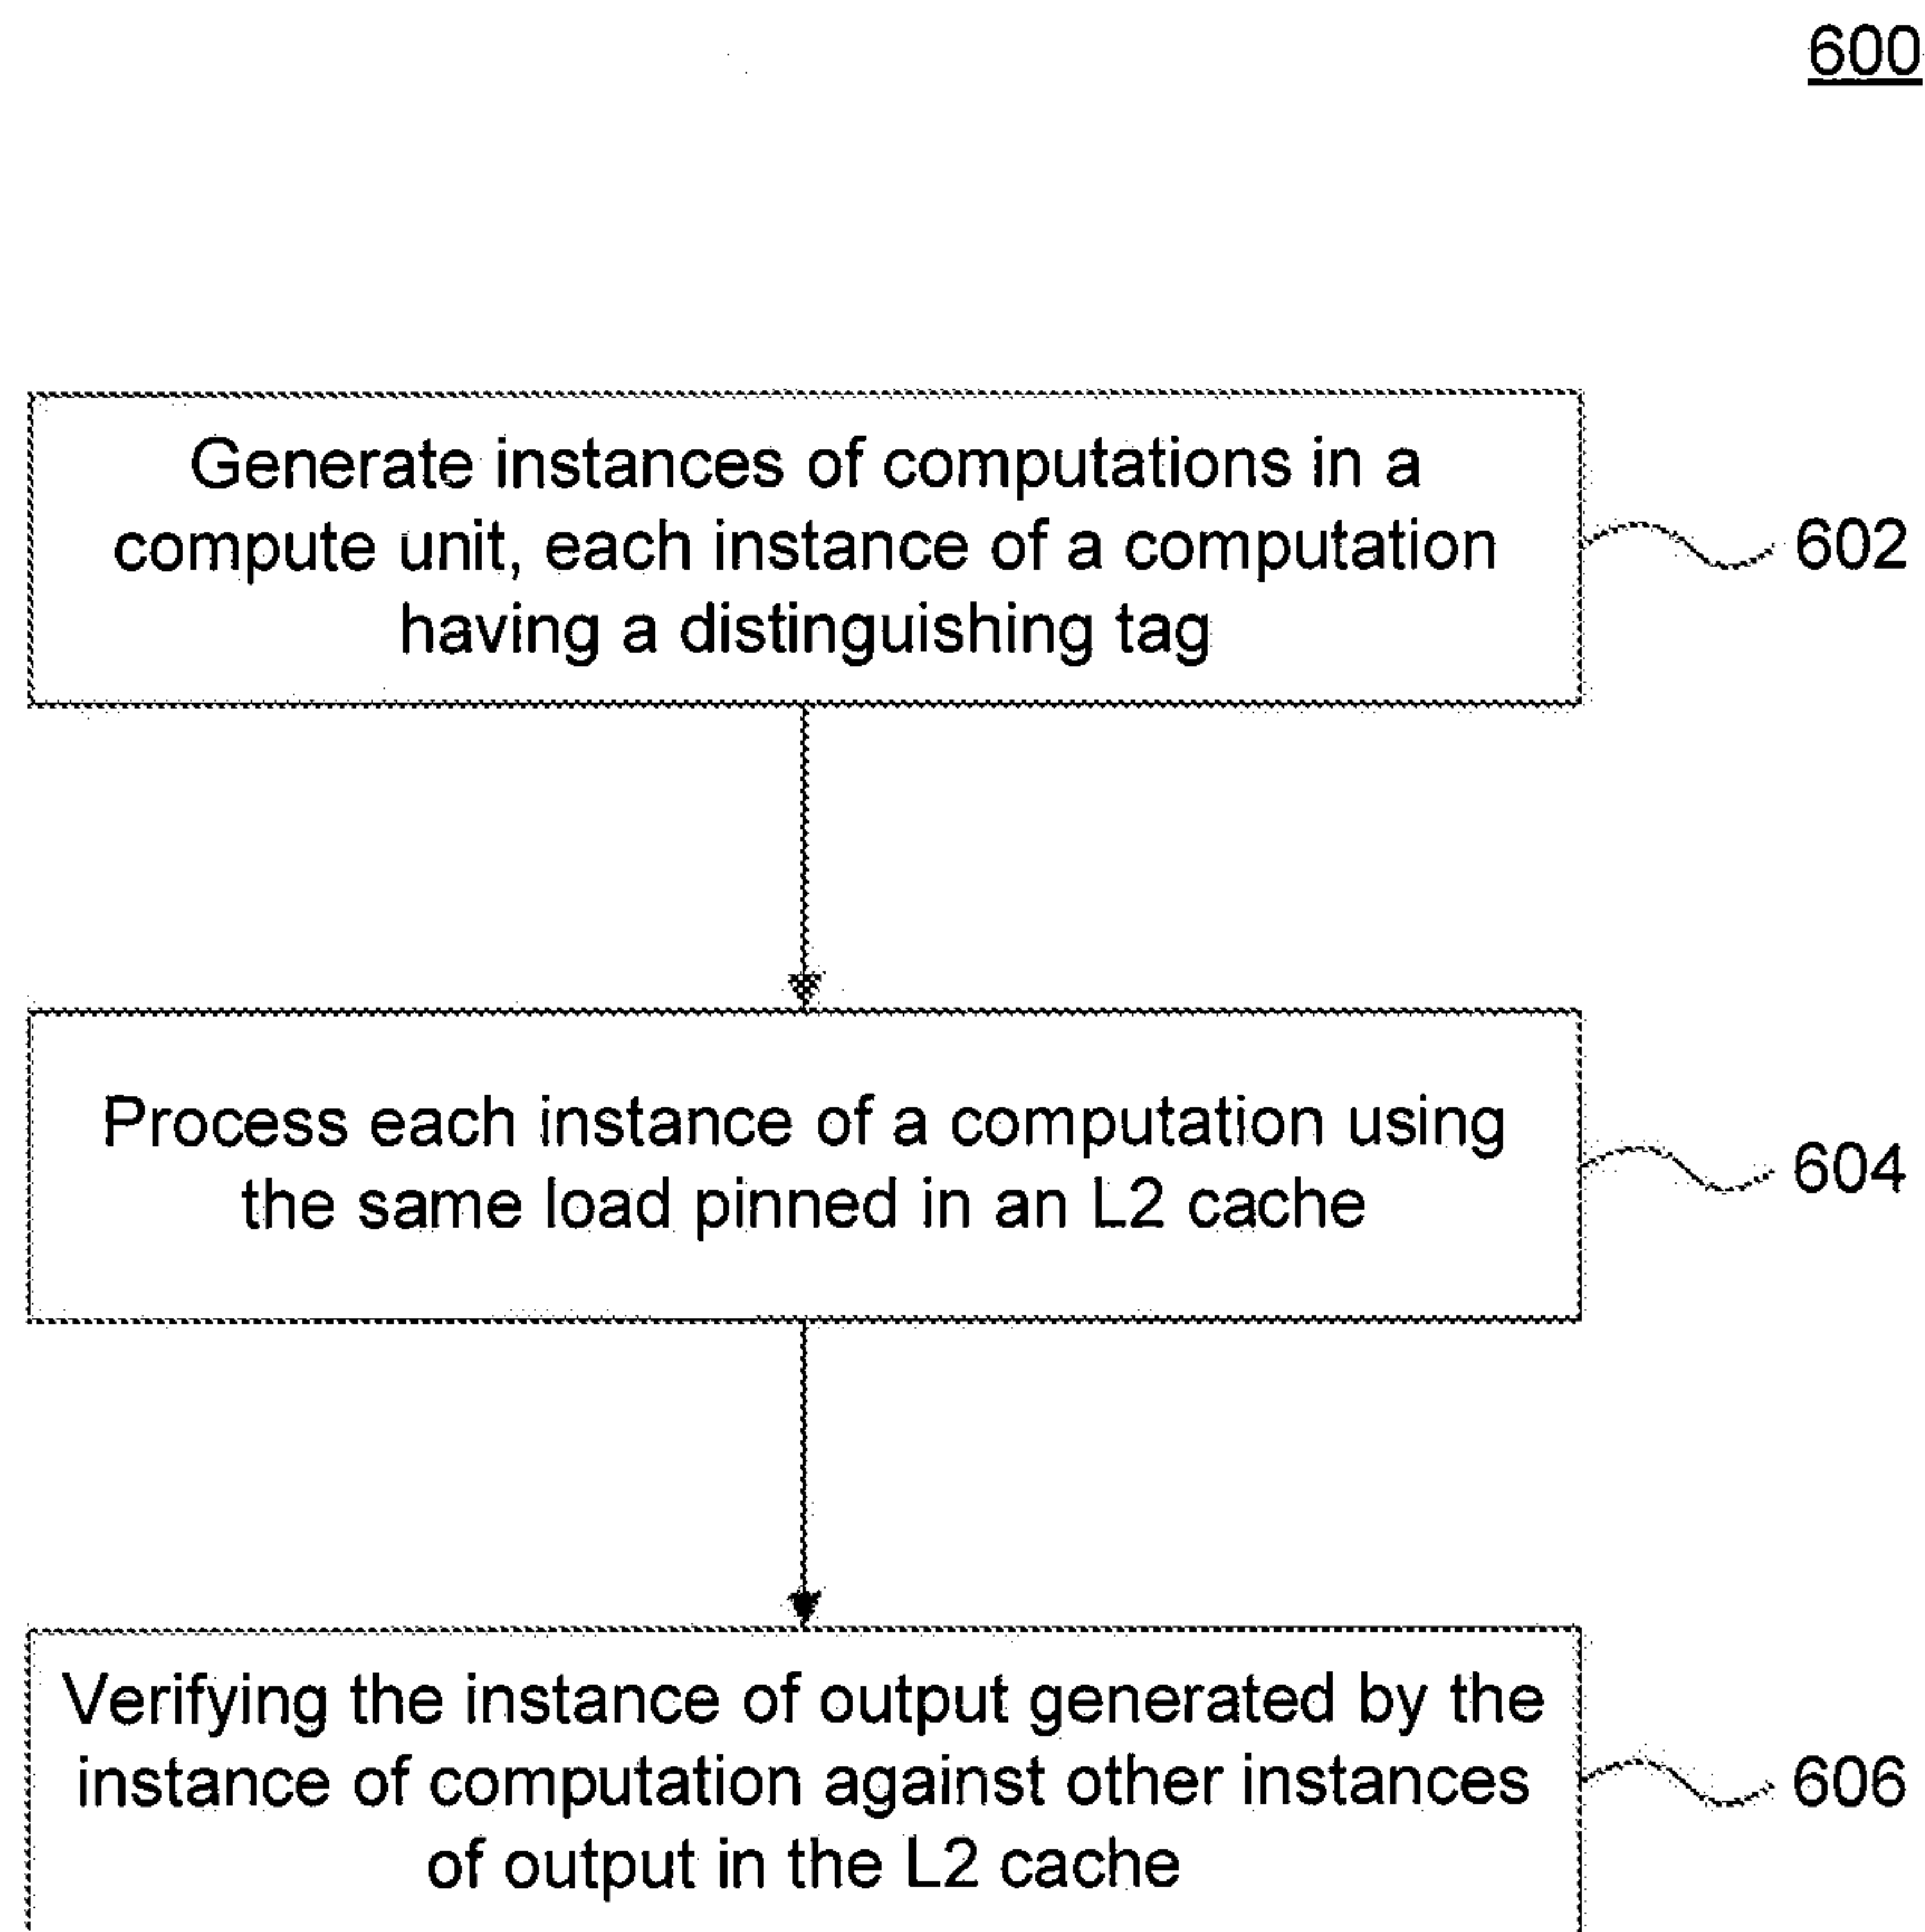 600
Generate instances of computations in a
compute unit, each instance of a computation
having a distinguishing tag
602
Process each instance of a computation using
the same load pinned in an L2 cache
604
Verifying the instance of output generated by the
instance of computation against other instances
of output in the L2 cache
606